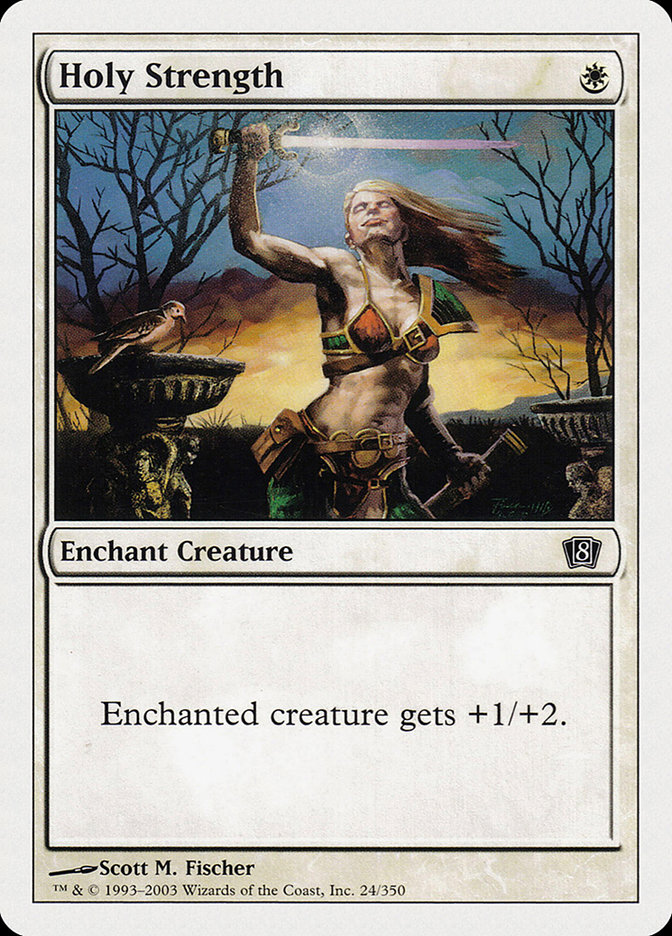 Holy Strength
Enchant Creature
8
Enchanted creature gets +1/+2.
Scott M. Fischer
™ & © 1993–2003 Wizards of the Coast, Inc. 24/350